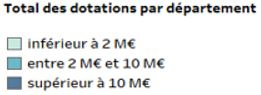 Total des dotations par département
inférieur à 2 M€
entre 2 M€ et 10 M€
supérieur à 10 M€